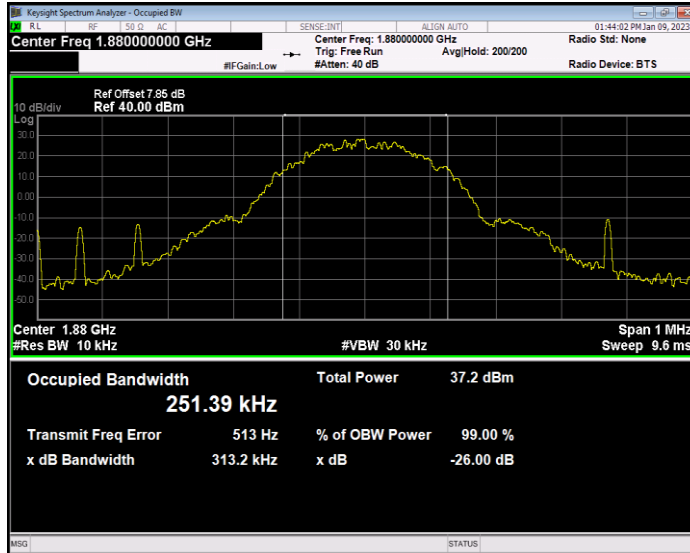 Keysight Spectrum Analyzer - Occupied BW
RL RF 50 Ω AC SENSE:INT ALIGN AUTO 01:44:02 PM Jan 09, 2023
Center Freq 1.880000000 GHz Center Freq: 1.880000000 GHz Radio Std: None
Trig: Free Run Avg|Hold: 200/200
#IFGain:Low #Atten: 40 dB Radio Device: BTS
Ref Offset 7.85 dB
10 dB/div Ref 40.00 dBm
Log
30.0
20.0
10.0
0.00
-10.0
-20.0
-30.0
-40.0
-50.0
Center 1.88 GHz Span 1 MHz
#Res BW 10 kHz #VBW 30 kHz Sweep 9.6 ms
Occupied Bandwidth Total Power 37.2 dBm
251.39 kHz
Transmit Freq Error 513 Hz % of OBW Power 99.00 %
x dB Bandwidth 313.2 kHz x dB -26.00 dB
MSG STATUS